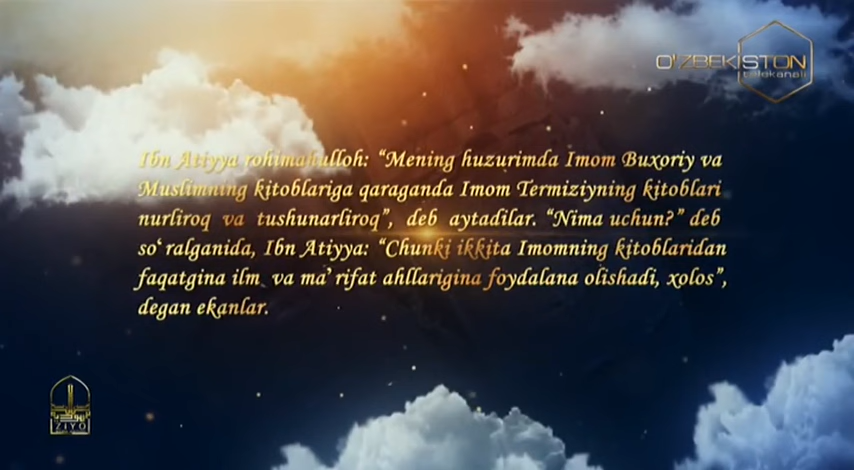 O'ZBEKISTON
telekanali
Ibn Atiyya rohimahulloh: “Mening huzurimda Imom Buxoriy va
Muslimning kitoblariga qaraganda Imom Termiziyning kitoblari
nurliroq va tushunarliroq”, deb aytadilar. “Nima uchun?” deb
so‘ralganida, Ibn Atiyya: “Chunki ikkita Imomning kitoblaridan
faqatgina ilm va ma’rifat ahllarigina foydalana olishadi, xolos”,
degan ekanlar.
ZIYO